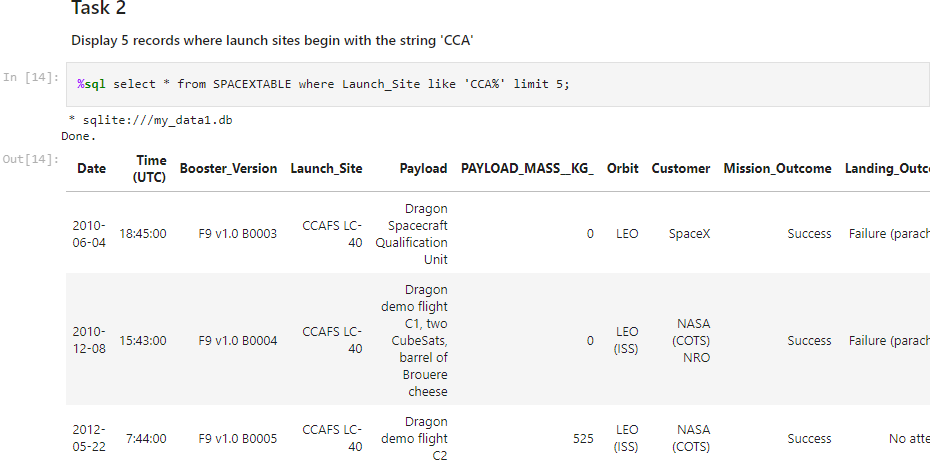 Task 2
Display 5 records where launch sites begin with the string 'CCA'
In [14]: %sql select * from SPACEXTABLE where Launch_Site like 'CCA%' limit 5;
* sqlite:///my_data1.db
Done.
Out[14]:
Date Time (UTC) Booster_Version Launch_Site Payload PAYLOAD_MASS__KG_ Orbit Customer Mission_Outcome Landing_Outc
2010-06-04 18:45:00 F9 v1.0 B0003 CCAFS LC-40 Dragon Spacecraft Qualification Unit 0 LEO SpaceX Success Failure (parach
2010-12-08 15:43:00 F9 v1.0 B0004 CCAFS LC-40 Dragon demo flight C1, two CubeSats, barrel of Brouere cheese 0 LEO (ISS) NASA (COTS) NRO Success Failure (parach
2012-05-22 7:44:00 F9 v1.0 B0005 CCAFS LC-40 Dragon demo flight C2 525 LEO (ISS) NASA (COTS) Success No atte